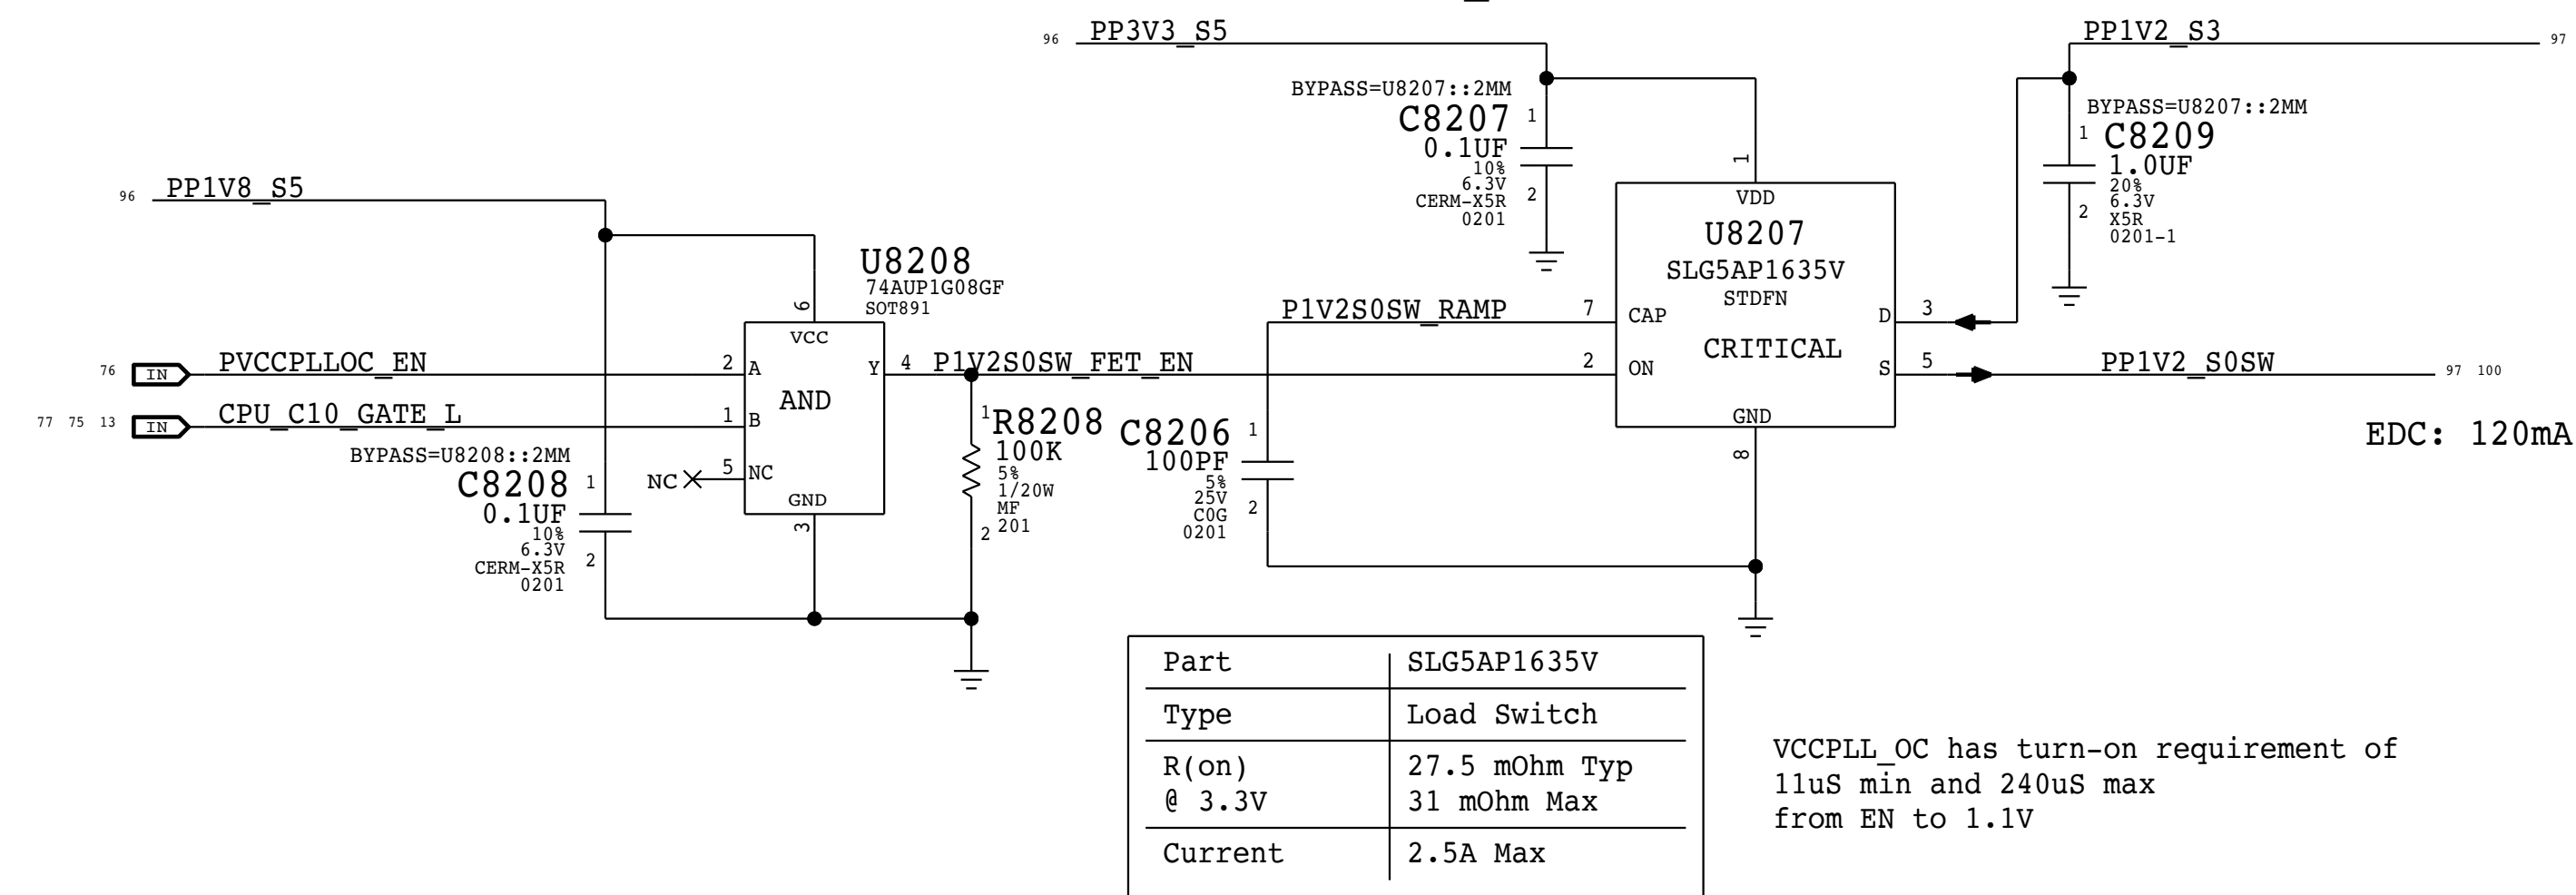 96 PP3V3_S5
PP1V2_S3 97
BYPASS=U8207::2MM
C8207 1
0.1UF
10%
6.3V
CERM-X5R
0201
2
1
VDD
U8207
SLG5AP1635V
STDFN
CRITICAL
CAP
ON
D
S
GND
7
2
3
5
8
BYPASS=U8207::2MM
1 C8209
1.0UF
20%
6.3V
X5R
0201-1
2
96 PP1V8_S5
U8208
74AUP1G08GF
SOT891
6
VCC
76 IN PVCCPLLOC_EN 2 A
77 75 13 IN CPU_C10_GATE_L 1 B
AND
Y 4 P1V2S0SW_FET_EN
NC 5 NC
GND
3
BYPASS=U8208::2MM
C8208 1
0.1UF
10%
6.3V
CERM-X5R
0201
2
1 R8208
100K
5%
1/20W
MF
201
2
P1V2S0SW_RAMP
C8206 1
100PF
5%
25V
C0G
0201
2
PP1V2_S0SW 97 100
EDC: 120mA
Part SLG5AP1635V
Type Load Switch
R(on) 27.5 mOhm Typ
@ 3.3V 31 mOhm Max
Current 2.5A Max
VCCPLL_OC has turn-on requirement of
11uS min and 240uS max
from EN to 1.1V